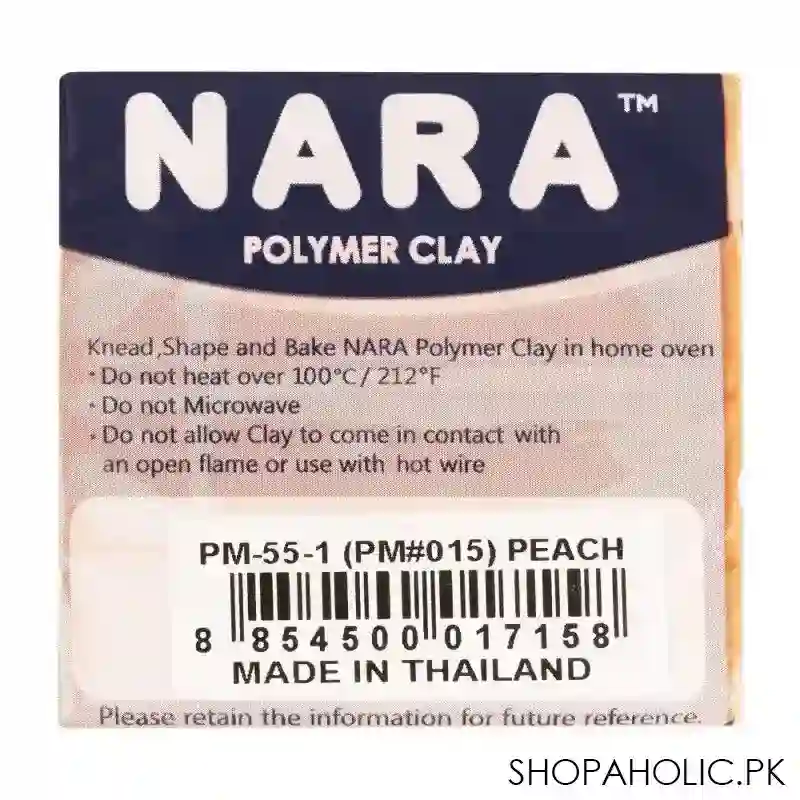 NARA™
POLYMER CLAY
Knead,Shape and Bake NARA Polymer Clay in home oven
· Do not heat over 100°C/ 212°F
· Do not Microwave
· Do not allow Clay to come in contact with
an open flame or use with hot wire
PM-55-1 (PM#015) PEACH
8 854500 017158
MADE IN THAILAND
Please retain the information for future reference.
SHOPAHOLIC.PK